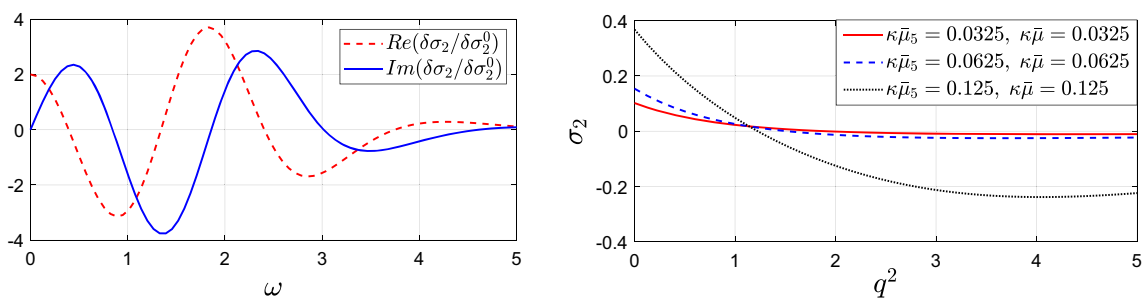 4
2
0
-2
-4
0 1 2 3 4 5
ω
Re(δσ₂/δσ₂⁰)
Im(δσ₂/δσ₂⁰)
0.4
0.2
0
-0.2
-0.4
σ₂
0 1 2 3 4 5
q²
κμ̄₅ = 0.0325, κμ̄ = 0.0325
κμ̄₅ = 0.0625, κμ̄ = 0.0625
κμ̄₅ = 0.125, κμ̄ = 0.125